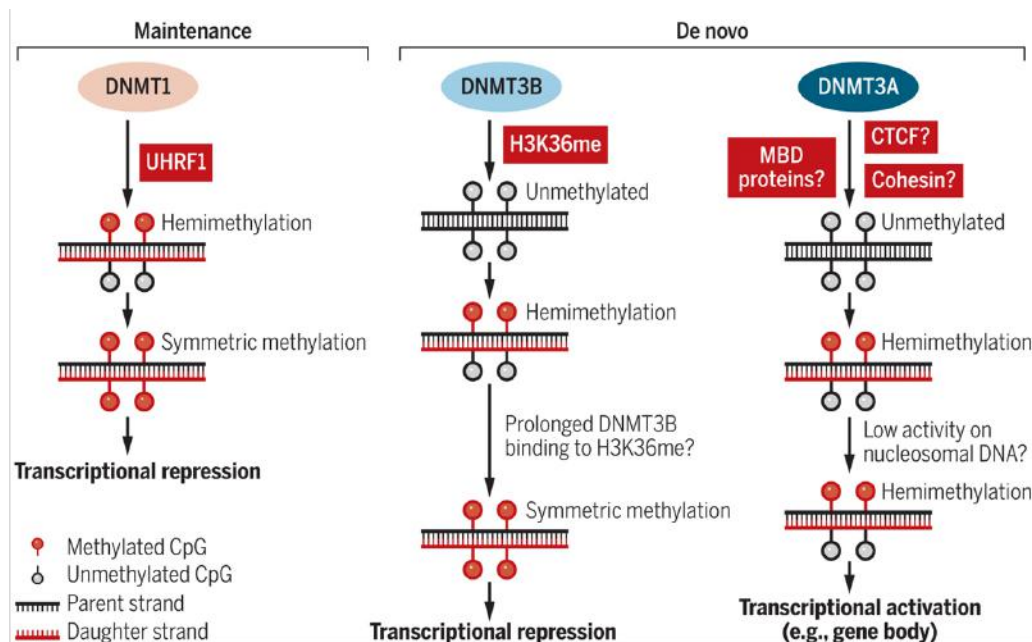 Maintenance
De novo
DNMT1
DNMT3B
DNMT3A
UHRF1
H3K36me
MBD
proteins?
CTCF?
Cohesin?
Hemimethylation
Unmethylated
Unmethylated
Symmetric methylation
Hemimethylation
Hemimethylation
Transcriptional repression
Prolonged DNMT3B
binding to H3K36me?
Low activity on
nucleosomal DNA?
Symmetric methylation
Hemimethylation
Transcriptional repression
Transcriptional activation
(e.g., gene body)
Methylated CpG
Unmethylated CpG
Parent strand
Daughter strand